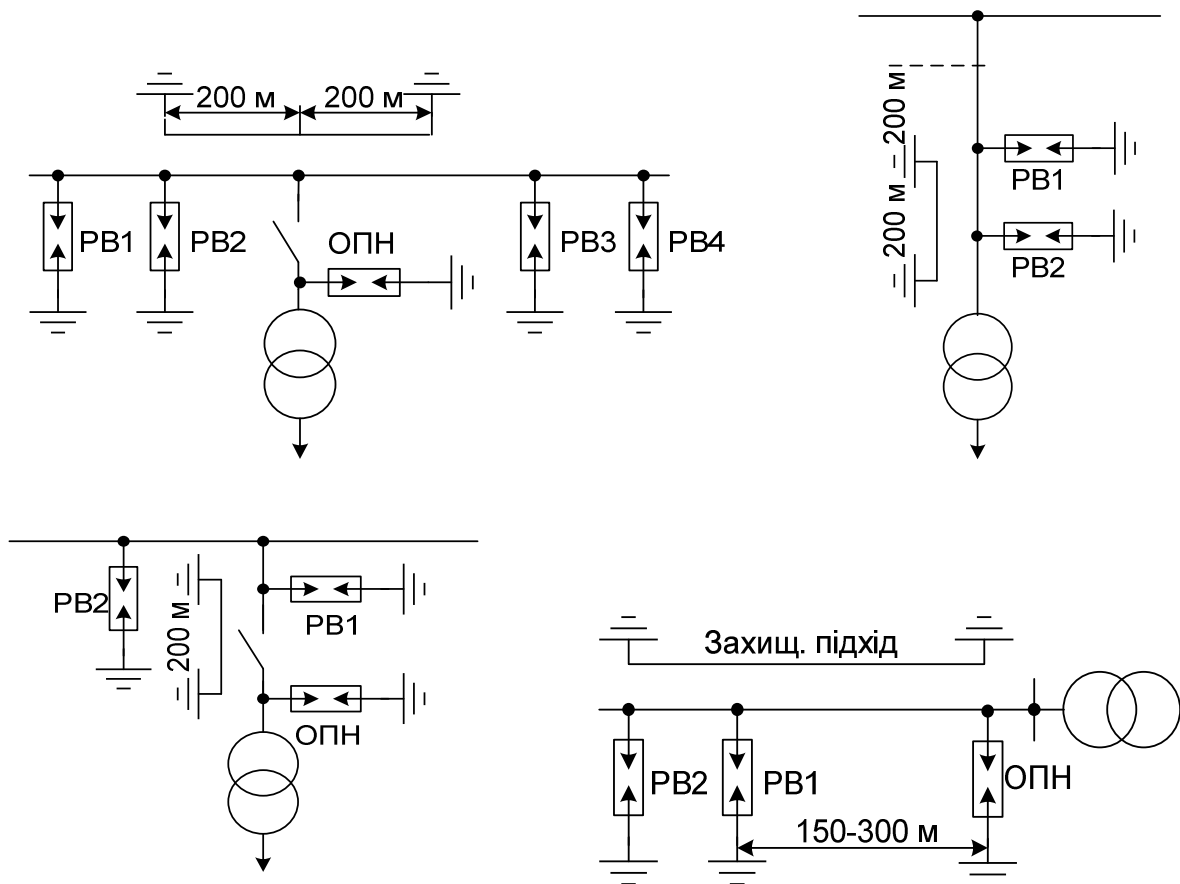 200 м 200 м
РВ1 РВ2 ОПН РВ3 РВ4
200 м
200 м
РВ1
РВ2
РВ2
200 м
РВ1
ОПН
Захищ. підхід
РВ2 РВ1 ОПН
150-300 м